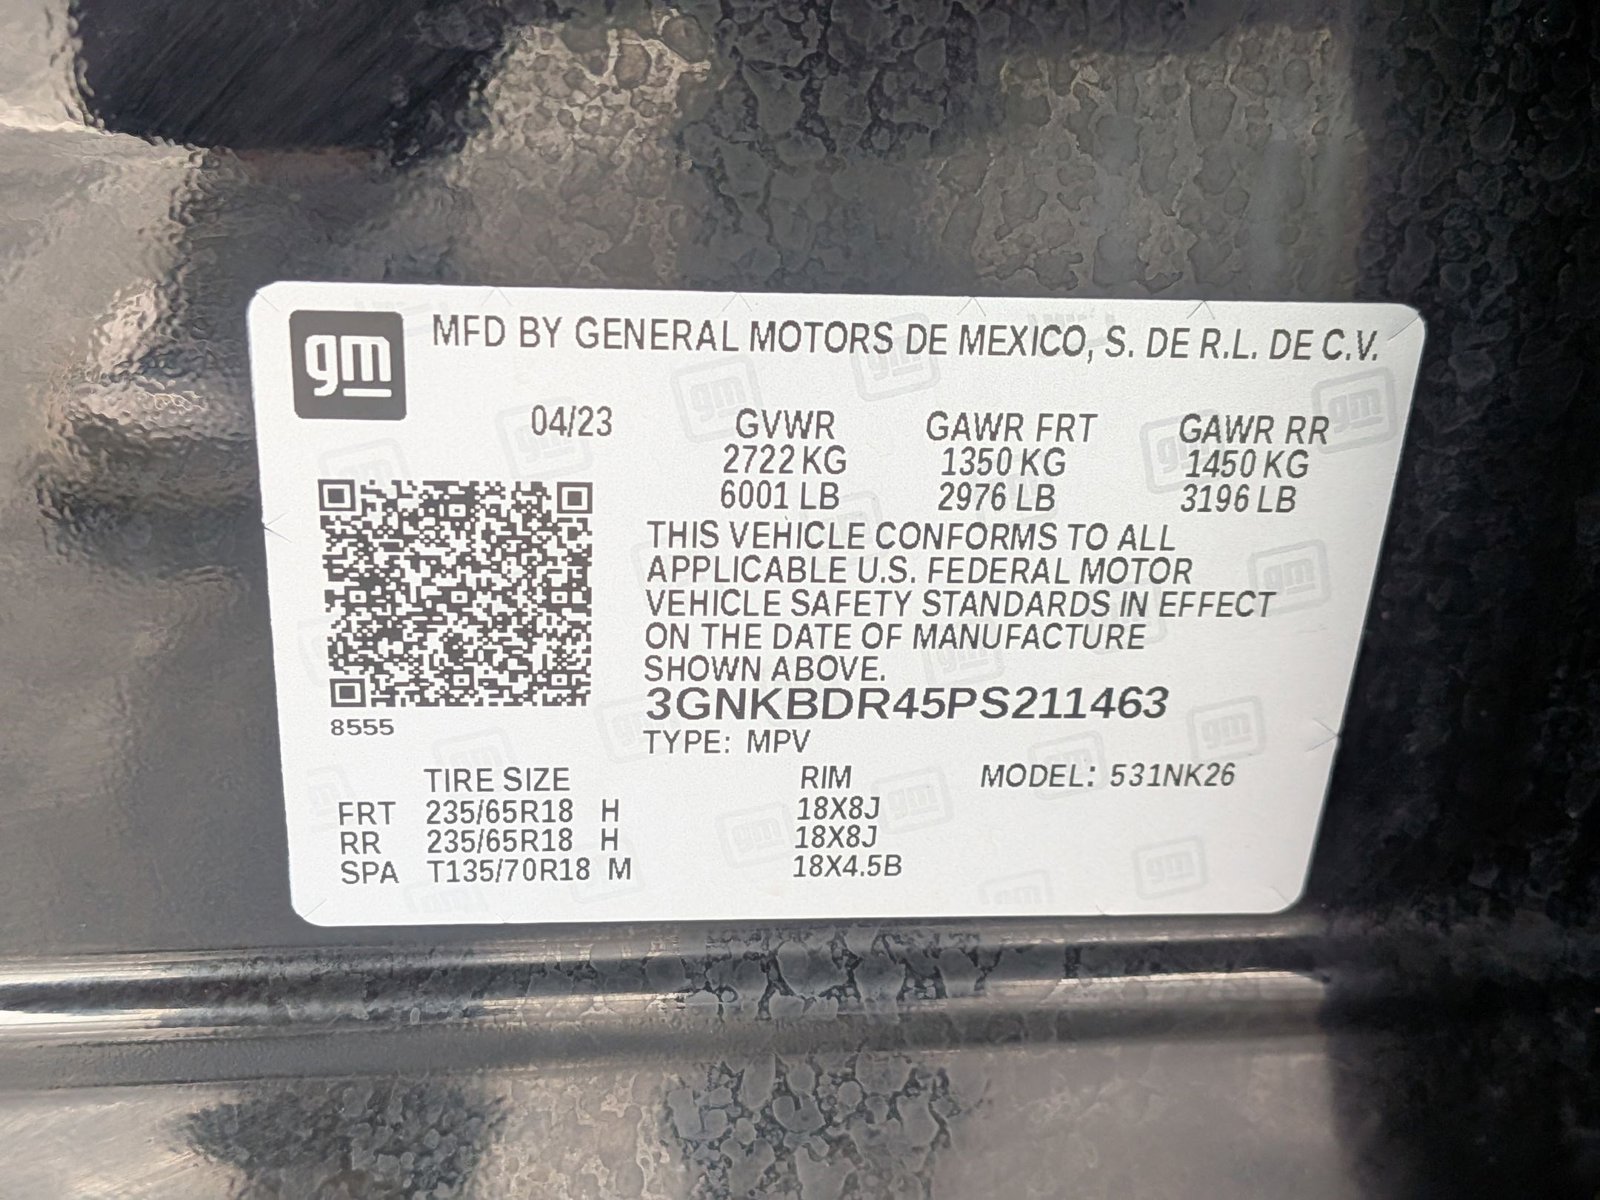 gm
MFD BY GENERAL MOTORS DE MEXICO, S. DE R.L. DE C.V.
04/23 GVWR GAWR FRT GAWR RR
2722 KG 1350 KG 1450 KG
6001 LB 2976 LB 3196 LB
THIS VEHICLE CONFORMS TO ALL
APPLICABLE U.S. FEDERAL MOTOR
VEHICLE SAFETY STANDARDS IN EFFECT
ON THE DATE OF MANUFACTURE
SHOWN ABOVE.
3GNKBDR45PS211463
8555
TYPE: MPV
TIRE SIZE RIM MODEL: 531NK26
FRT 235/65R18 H 18X8J
RR 235/65R18 H 18X8J
SPA T135/70R18 M 18X4.5B